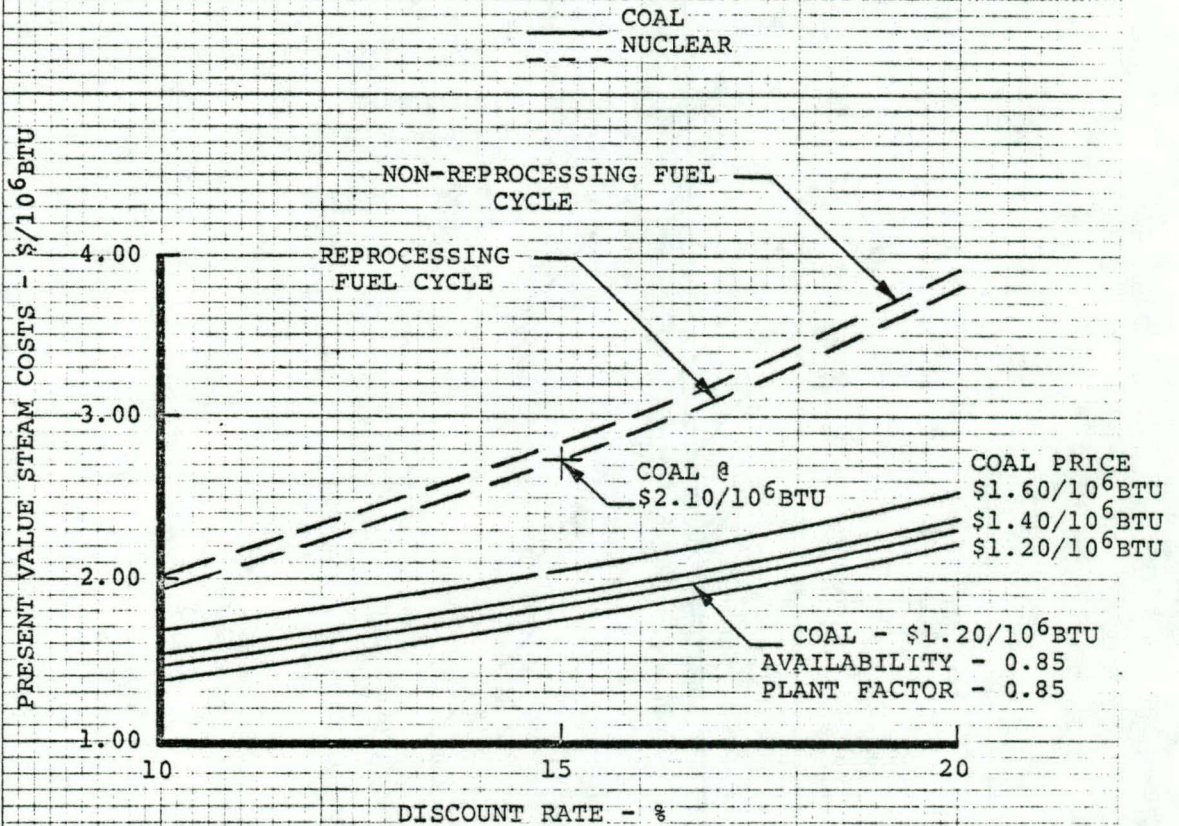 COAL
NUCLEAR
NON-REPROCESSING FUEL
CYCLE
REPROCESSING
FUEL CYCLE
PRESENT VALUE STEAM COSTS - $/10⁶BTU
4.00
3.00
2.00
1.00
COAL @
$2.10/10⁶BTU
COAL PRICE
$1.60/10⁶BTU
$1.40/10⁶BTU
$1.20/10⁶BTU
COAL - $1.20/10⁶BTU
AVAILABILITY - 0.85
PLANT FACTOR - 0.85
10
15
20
DISCOUNT RATE - %